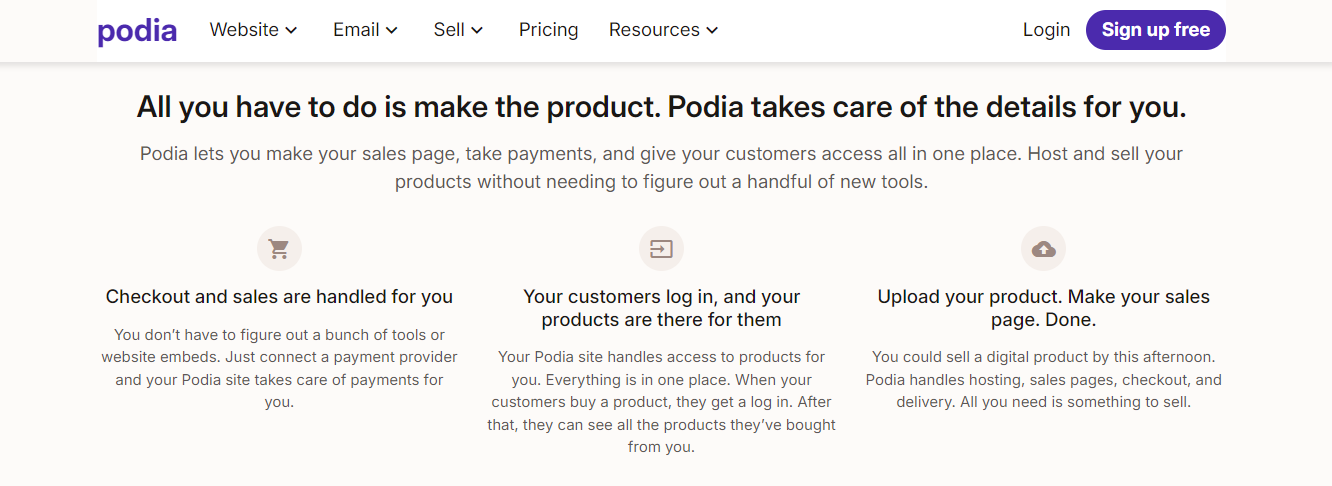 podia Website Email Sell Pricing Resources Login Sign up free
All you have to do is make the product. Podia takes care of the details for you.
Podia lets you make your sales page, take payments, and give your customers access all in one place. Host and sell your
products without needing to figure out a handful of new tools.
Checkout and sales are handled for you
You don’t have to figure out a bunch of tools or
website embeds. Just connect a payment provider
and your Podia site takes care of payments for
you.
Your customers log in, and your
products are there for them
Your Podia site handles access to products for
you. Everything is in one place. When your
customers buy a product, they get a log in. After
that, they can see all the products they’ve bought
from you.
Upload your product. Make your sales
page. Done.
You could sell a digital product by this afternoon.
Podia handles hosting, sales pages, checkout, and
delivery. All you need is something to sell.